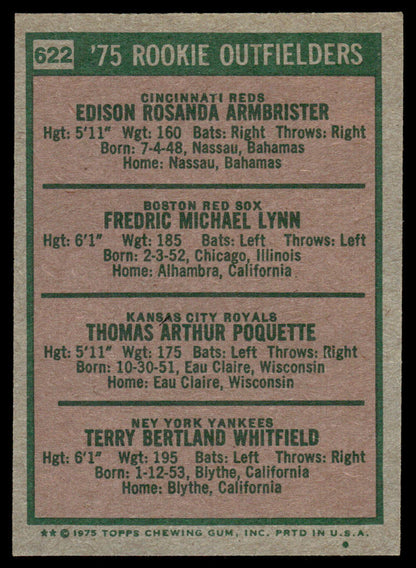 622 '75 ROOKIE OUTFIELDERS
CINCINNATI REDS
EDISON ROSANDA ARMBRISTER
Hgt: 5'11" Wgt: 160 Bats: Right Throws: Right
Born: 7-4-48, Nassau, Bahamas
Home: Nassau, Bahamas
BOSTON RED SOX
FREDRIC MICHAEL LYNN
Hgt: 6'1" Wgt: 185 Bats: Left Throws: Left
Born: 2-3-52, Chicago, Illinois
Home: Alhambra, California
KANSAS CITY ROYALS
THOMAS ARTHUR POQUETTE
Hgt: 5'11" Wgt: 175 Bats: Left Throws: Right
Born: 10-30-51, Eau Claire, Wisconsin
Home: Eau Claire, Wisconsin
NEW YORK YANKEES
TERRY BERTLAND WHITFIELD
Hgt: 6'1" Wgt: 195 Bats: Left Throws: Right
Born: 1-12-53, Blythe, California
Home: Blythe, California
★★ © 1975 TOPPS CHEWING GUM, INC. PRTD IN U.S.A.